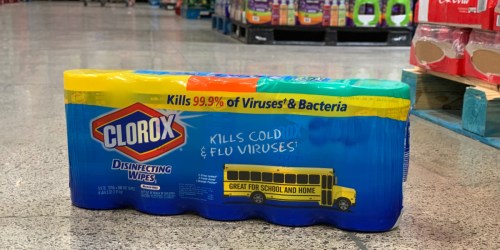 Kills 99.9% of Viruses† & Bacteria
CLOROX
DISINFECTING
WIPES
KILLS COLD
& FLU VIRUSES†
GREAT FOR SCHOOL AND HOME